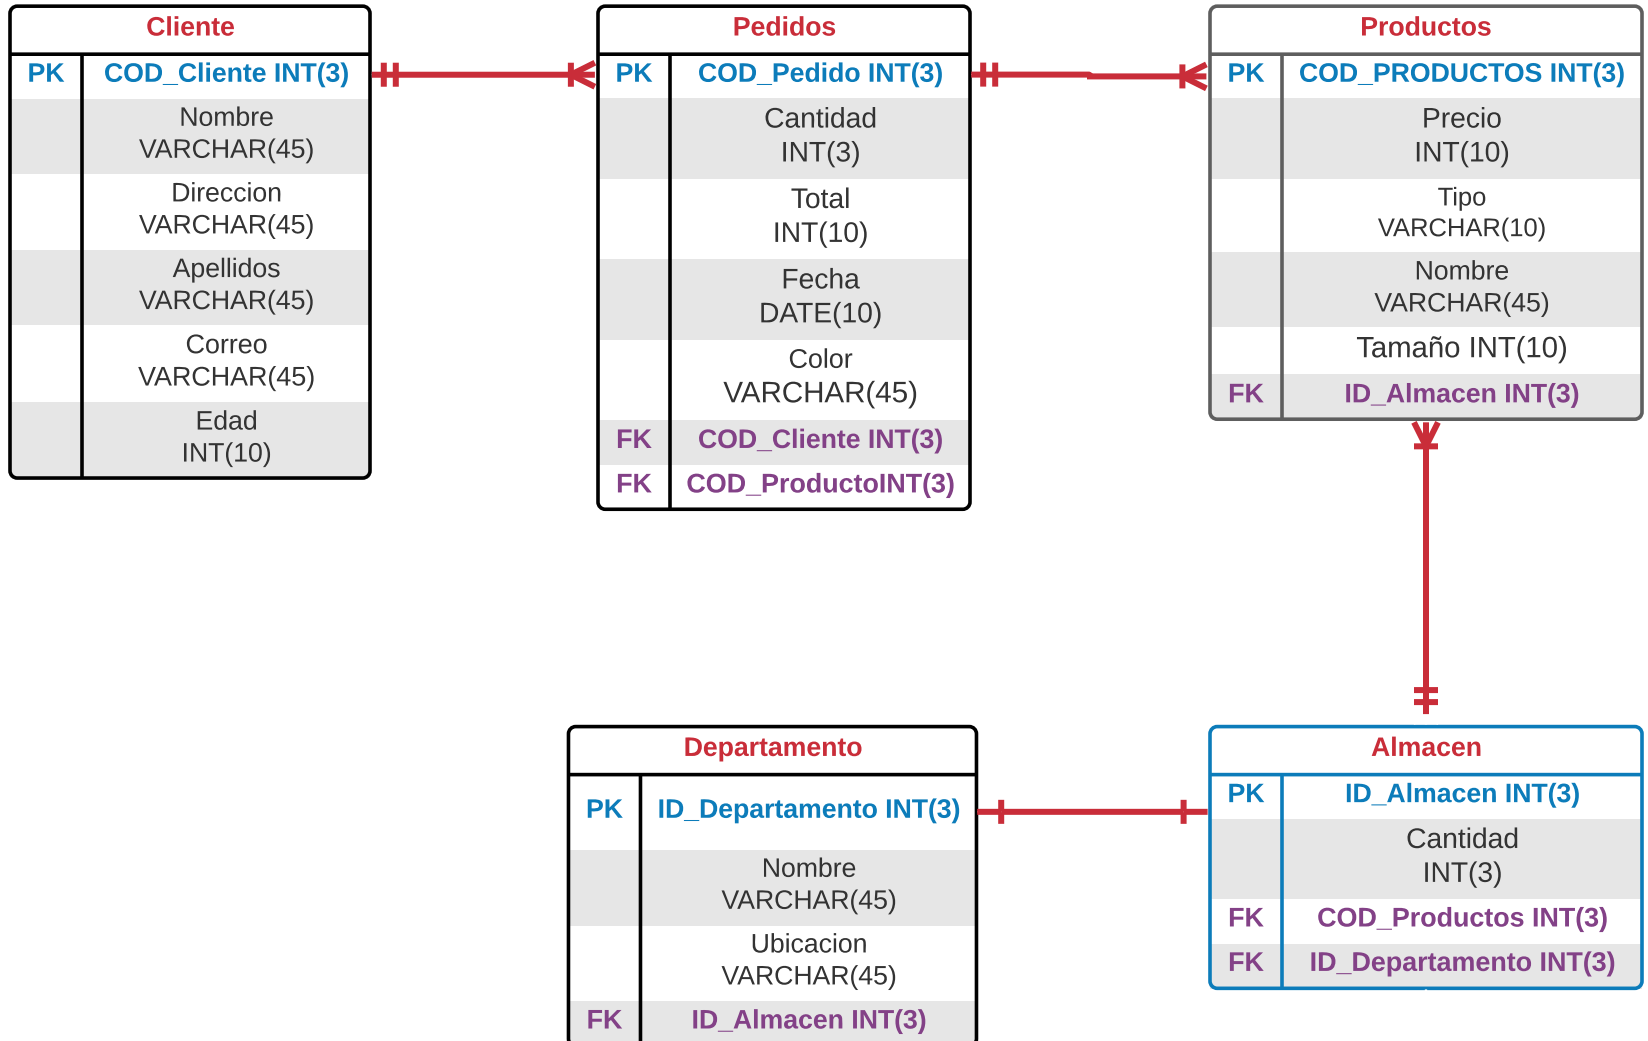 Cliente
PK COD_Cliente INT(3)
Nombre
VARCHAR(45)
Direccion
VARCHAR(45)
Apellidos
VARCHAR(45)
Correo
VARCHAR(45)
Edad
INT(10)
Pedidos
PK COD_Pedido INT(3)
Cantidad
INT(3)
Total
INT(10)
Fecha
DATE(10)
Color
VARCHAR(45)
FK COD_Cliente INT(3)
FK COD_ProductoINT(3)
Productos
PK COD_PRODUCTOS INT(3)
Precio
INT(10)
Tipo
VARCHAR(10)
Nombre
VARCHAR(45)
Tamaño INT(10)
FK ID_Almacen INT(3)
Departamento
PK ID_Departamento INT(3)
Nombre
VARCHAR(45)
Ubicacion
VARCHAR(45)
FK ID_Almacen INT(3)
Almacen
PK ID_Almacen INT(3)
Cantidad
INT(3)
FK COD_Productos INT(3)
FK ID_Departamento INT(3)